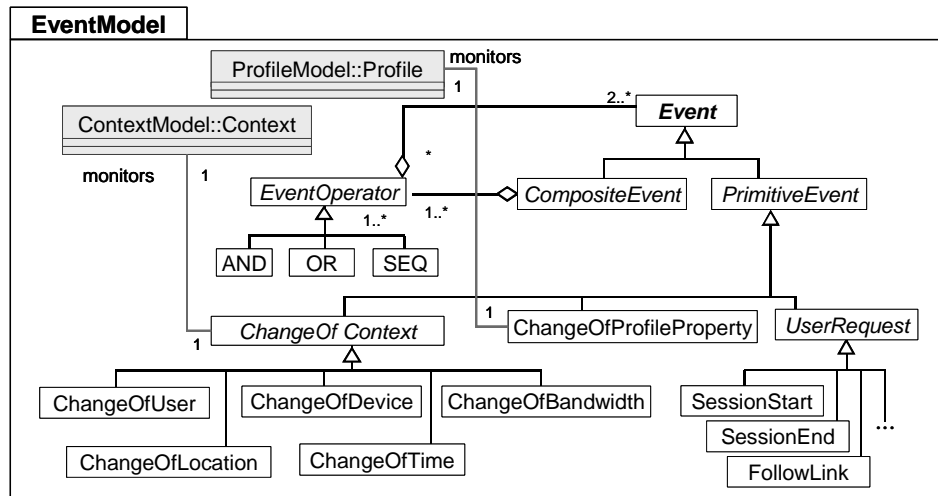 EventModel
ProfileModel::Profile
monitors
1
2..*
Event
ContextModel::Context
monitors
1
*
EventOperator
1..*
1..*
CompositeEvent
PrimitiveEvent
AND
OR
SEQ
ChangeOf Context
1
1
ChangeOfProfileProperty
UserRequest
ChangeOfUser
ChangeOfDevice
ChangeOfBandwidth
SessionStart
...
SessionEnd
ChangeOfLocation
ChangeOfTime
FollowLink